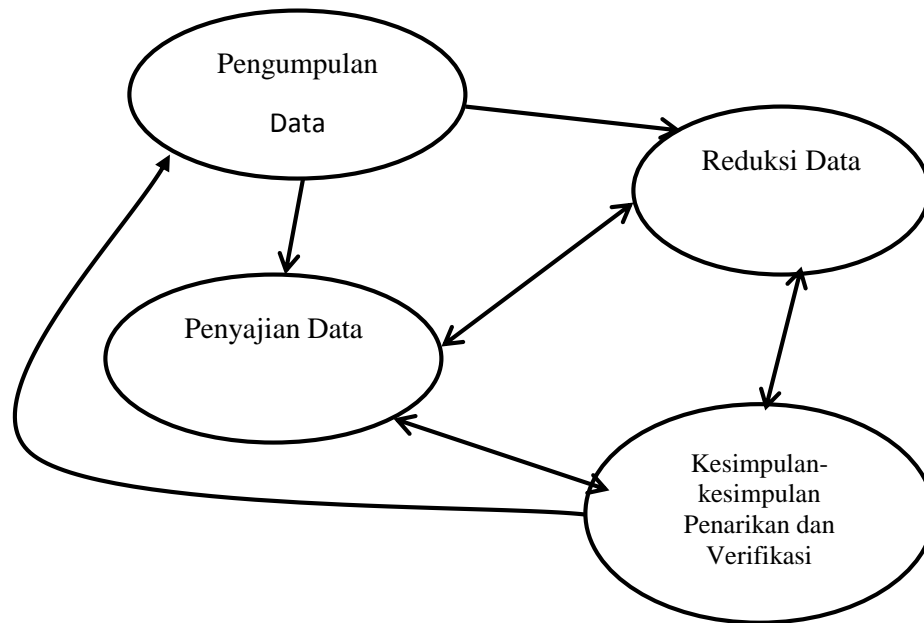 Pengumpulan
Data
Reduksi Data
Penyajian Data
Kesimpulan-
kesimpulan
Penarikan dan
Verifikasi